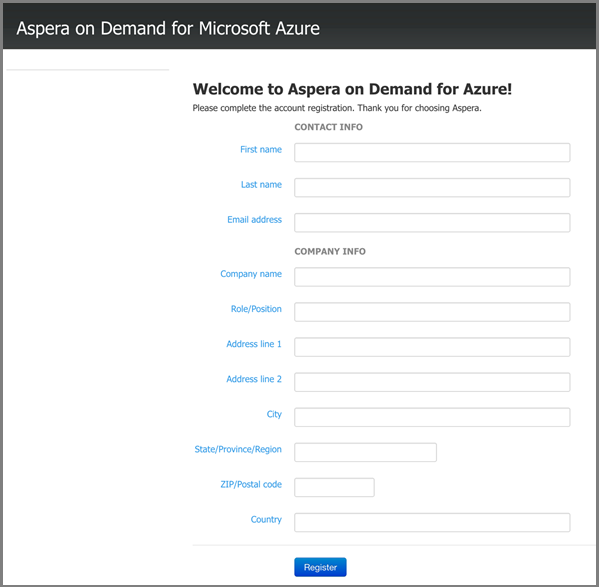 Aspera on Demand for Microsoft Azure
Welcome to Aspera on Demand for Azure!
Please complete the account registration. Thank you for choosing Aspera.
CONTACT INFO
First name
Last name
Email address
COMPANY INFO
Company name
Role/Position
Address line 1
Address line 2
City
State/Province/Region
ZIP/Postal code
Country
Register